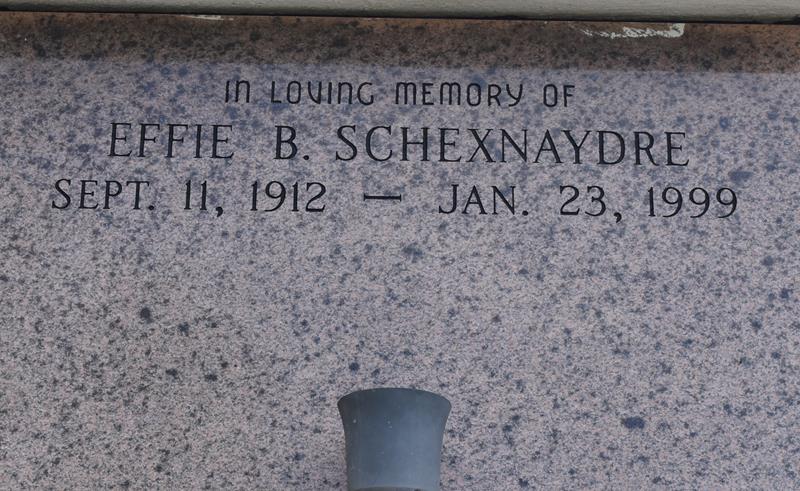 IN LOVING MEMORY OF
EFFIE B. SCHEXNAYDRE
SEPT. 11, 1912 — JAN. 23, 1999